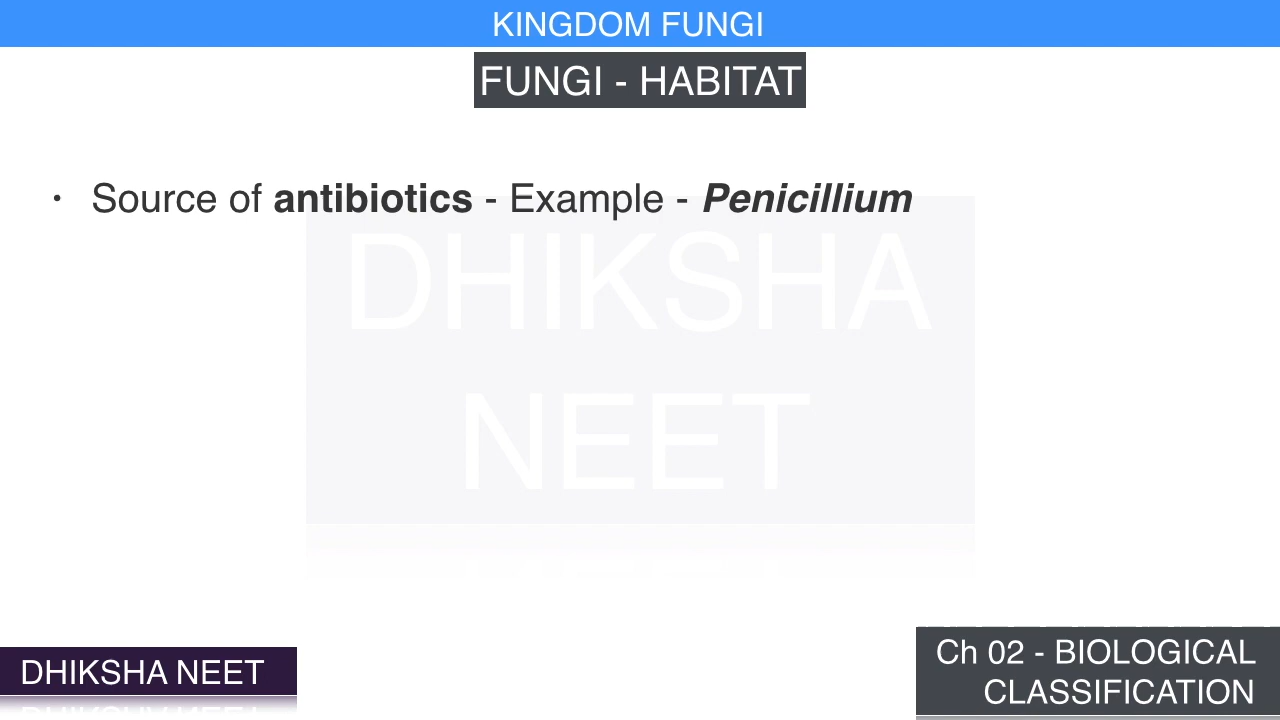 KINGDOM FUNGI
FUNGI - HABITAT
• Source of antibiotics - Example - Penicillium
DHIKSHA
NEET
DHIKSHA NEET
Ch 02 - BIOLOGICAL
CLASSIFICATION